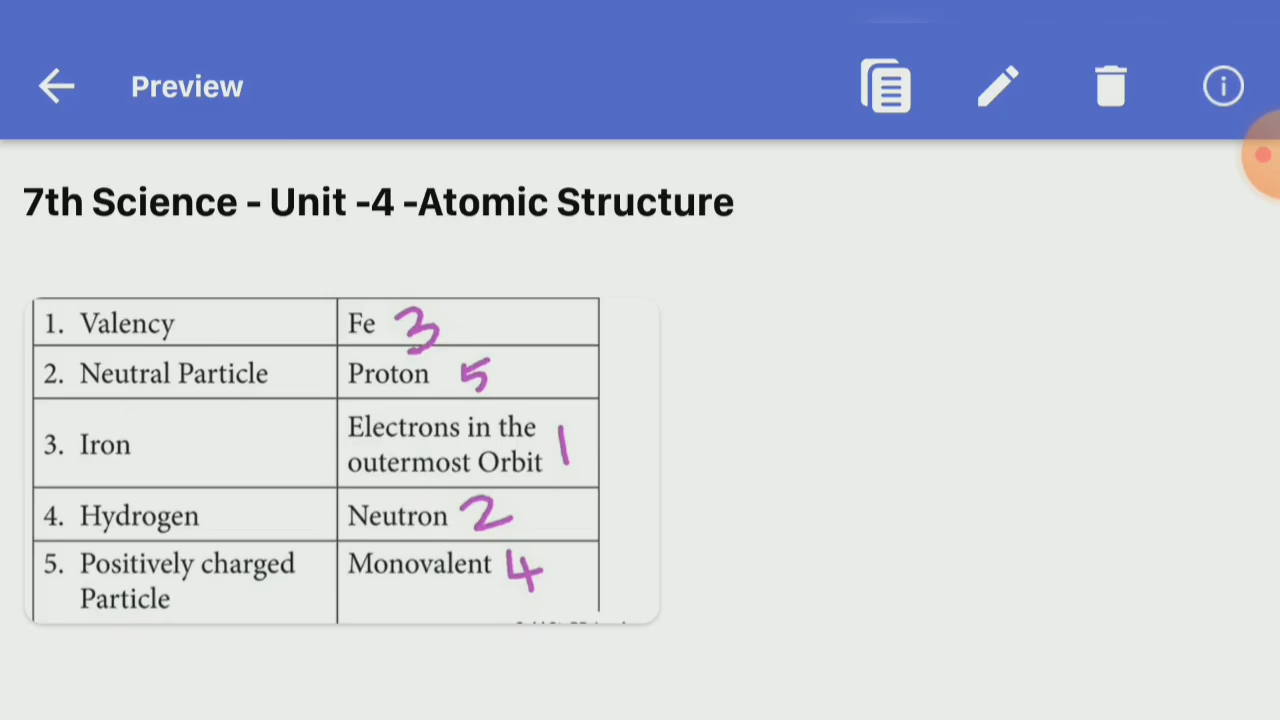 Preview
7th Science - Unit -4 -Atomic Structure
1. Valency
Fe 3
2. Neutral Particle
Proton 5
3. Iron
Electrons in the
outermost Orbit 1
4. Hydrogen
Neutron 2
5. Positively charged
Particle
Monovalent 4